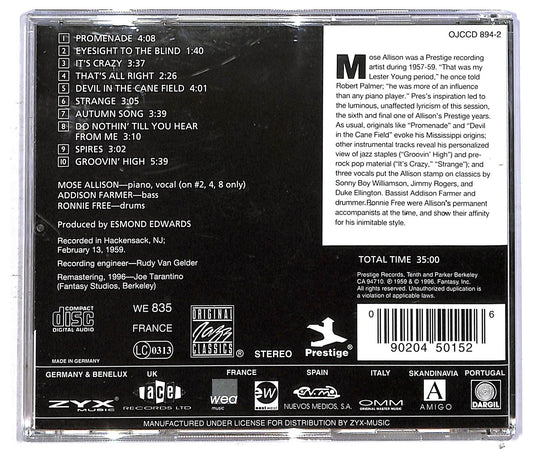 OJCCD 894-2
1 PROMENADE 4:08
2 EYESIGHT TO THE BLIND 1:40
3 IT'S CRAZY 3:37
4 THAT'S ALL RIGHT 2:26
5 DEVIL IN THE CANE FIELD 4:01
6 STRANGE 3:05
7 AUTUMN SONG 3:39
8 DO NOTHIN' TILL YOU HEAR
FROM ME 3:10
9 SPIRES 3:02
10 GROOVIN' HIGH 5:39
MOSE ALLISON—piano, vocal (on #2, 4, 8 only)
ADDISON FARMER—bass
RONNIE FREE—drums
Produced by ESMOND EDWARDS
Recorded in Hackensack, NJ;
February 13, 1959.
Recording engineer—Rudy Van Gelder
Remastering, 1996—Joe Tarantino
(Fantasy Studios, Berkeley)
Mose Allison was a Prestige recording
artist during 1957-59. "That was my
Lester Young period," he once told
Robert Palmer; "he was more of an influence
than any piano player." Pres's inspiration led to
the luminous, unaffected lyricism of this session,
the sixth and final one of Allison's Prestige years.
As usual, originals like "Promenade" and "Devil
in the Cane Field" evoke his Mississippi origins;
other instrumental tracks reveal his personalized
view of jazz staples ("Groovin' High") and pre-
rock pop material ("It's Crazy," "Strange"); and
three vocals put the Allison stamp on classics by
Sonny Boy Williamson, Jimmy Rogers, and
Duke Ellington. Bassist Addison Farmer and
drummer Ronnie Free were Allison's permanent
accompanists at the time, and show their affinity
for his inimitable style.
TOTAL TIME 35:00
Prestige Records, Tenth and Parker Berkeley
CA 94710. ℗ 1959 & © 1996, Fantasy, Inc.
All rights reserved. Unauthorized duplication is
a violation of applicable laws.
COMPACT
disc
DIGITAL AUDIO
WE 835
FRANCE
LC 0313
ORIGINAL
Jazz
CLASSICS ®
STEREO
Prestige®
0 90204 50152 6
MADE IN GERMANY
GERMANY & BENELUX UK FRANCE SPAIN ITALY SKANDINAVIA PORTUGAL
ZYX
MUSIC
ace
RECORDS LTD
wea
music
ew
east west
NUEVOS MEDIOS, S.A.
OMM
ORIGINAL MASTER MUSIC
A
AMIGO
DARGIL
MANUFACTURED UNDER LICENSE FOR DISTRIBUTION BY ZYX-MUSIC